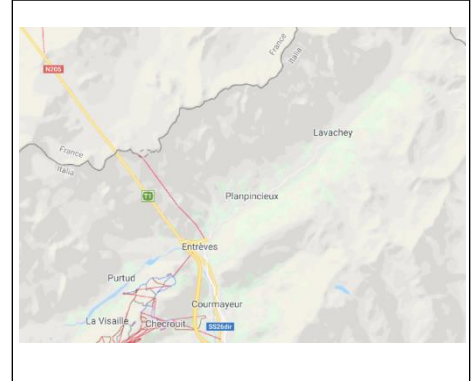 France
Italia
N205
Lavachey
France
Italia
T1
Planpincieux
Entrèves
Purtud
Courmayeur
La Visaille
Checrouit
SS26dir